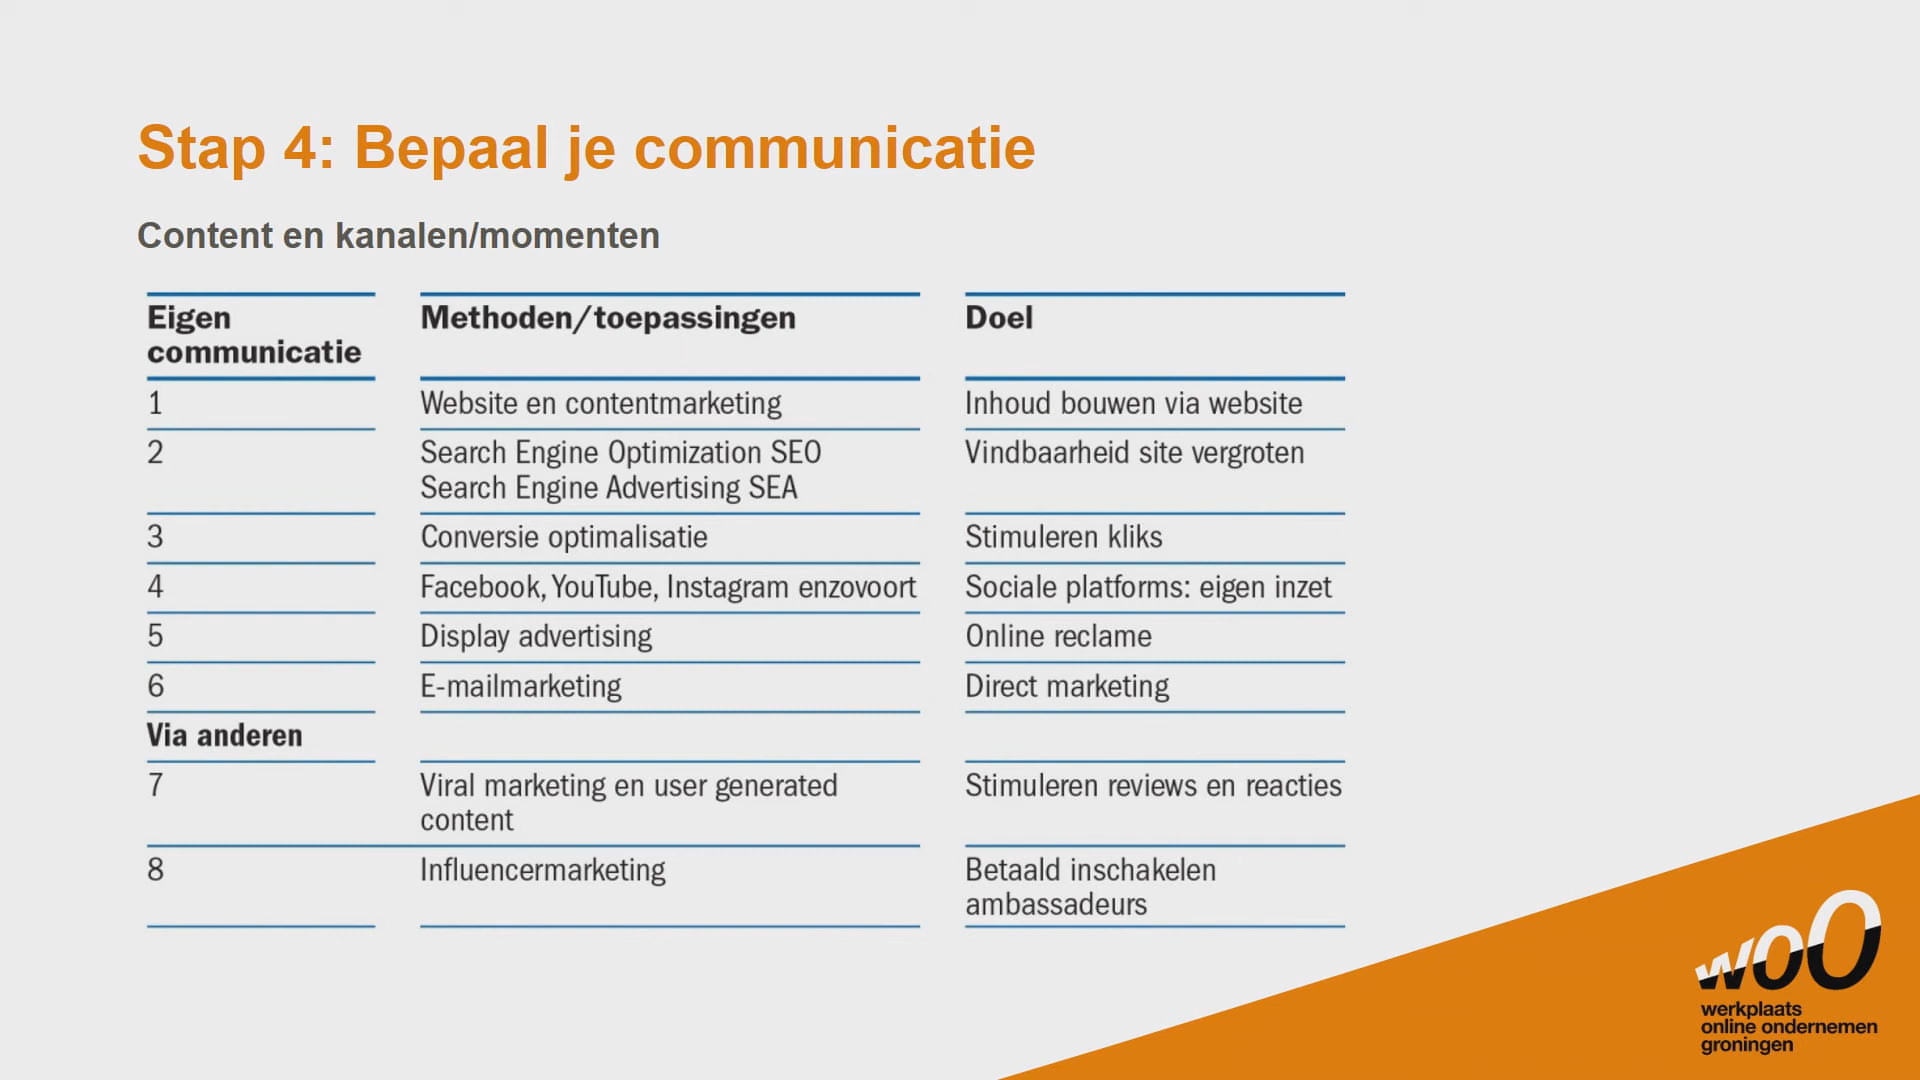 Stap 4: Bepaal je communicatie
Content en kanalen/momenten
Eigen communicatie Methoden/toepassingen Doel
1 Website en contentmarketing Inhoud bouwen via website
2 Search Engine Optimization SEO Vindbaarheid site vergroten
Search Engine Advertising SEA
3 Conversie optimalisatie Stimuleren kliks
4 Facebook, YouTube, Instagram enzovoort Sociale platforms: eigen inzet
5 Display advertising Online reclame
6 E-mailmarketing Direct marketing
Via anderen
7 Viral marketing en user generated content Stimuleren reviews en reacties
8 Influencermarketing Betaald inschakelen ambassadeurs
woO
werkplaats
online ondernemen
groningen